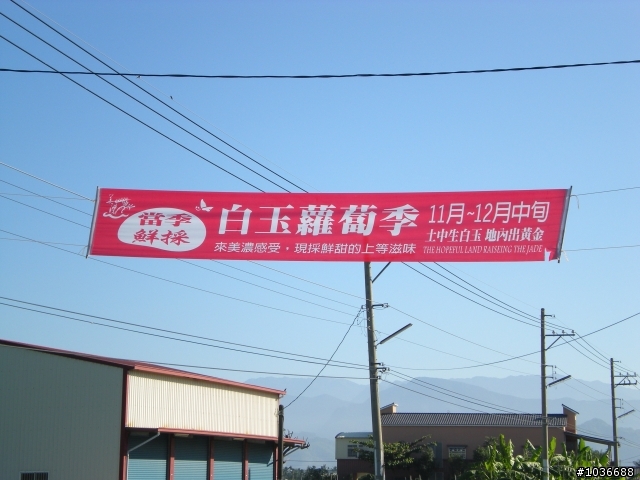 當季
鮮採
白玉蘿蔔季
來美濃感受·現採鮮甜的上等滋味
11月~12月中旬
土中生白玉 地內出黃金
THE HOPEFUL LAND RAISEING THE JADE
#1036688